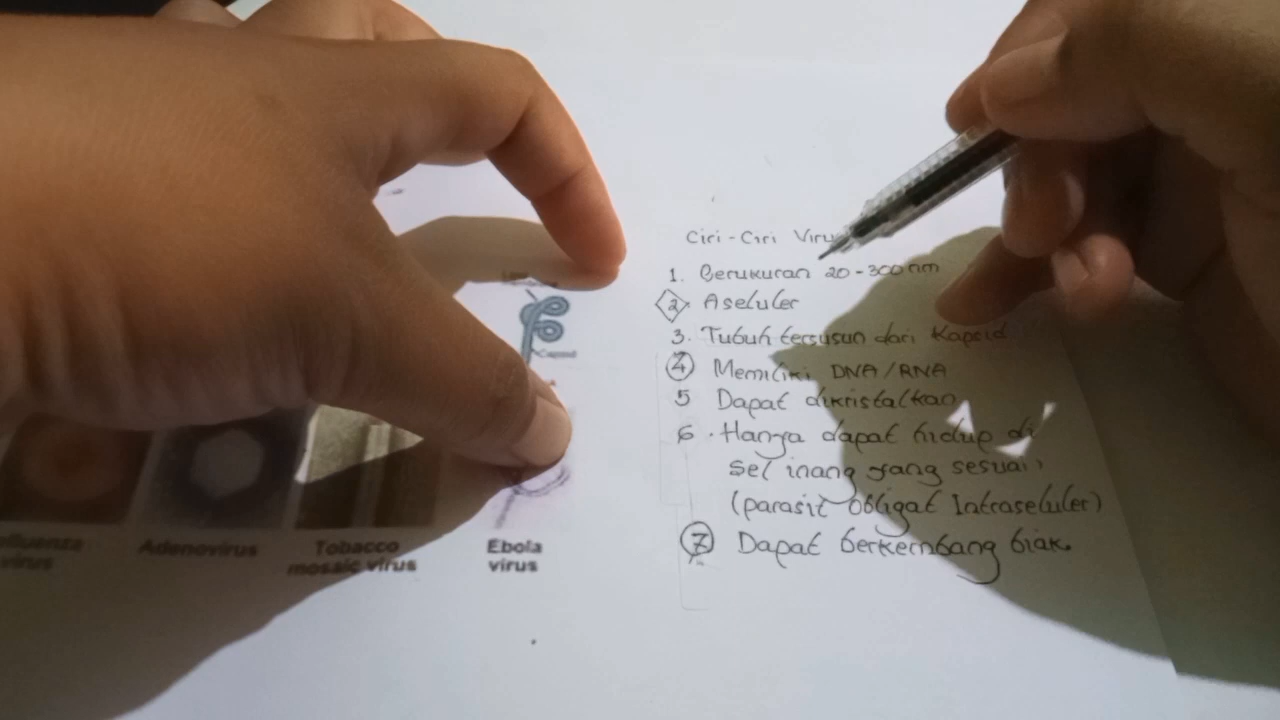 Ciri-Ciri Viru
1. Berukuran 20-300 nm
2 Aseluler
3. Tubuh tersusun dari Kapsid
4 Memiliki DNA/RNA
5 Dapat dikristalkan
6. Hanya dapat hidup di
sel inang yang sesuai
(parasit obligat Intraseluler)
7 Dapat berkembang biak.
Capsid
Adenovirus
Tobacco
mosaic virus
Ebola
virus
virus